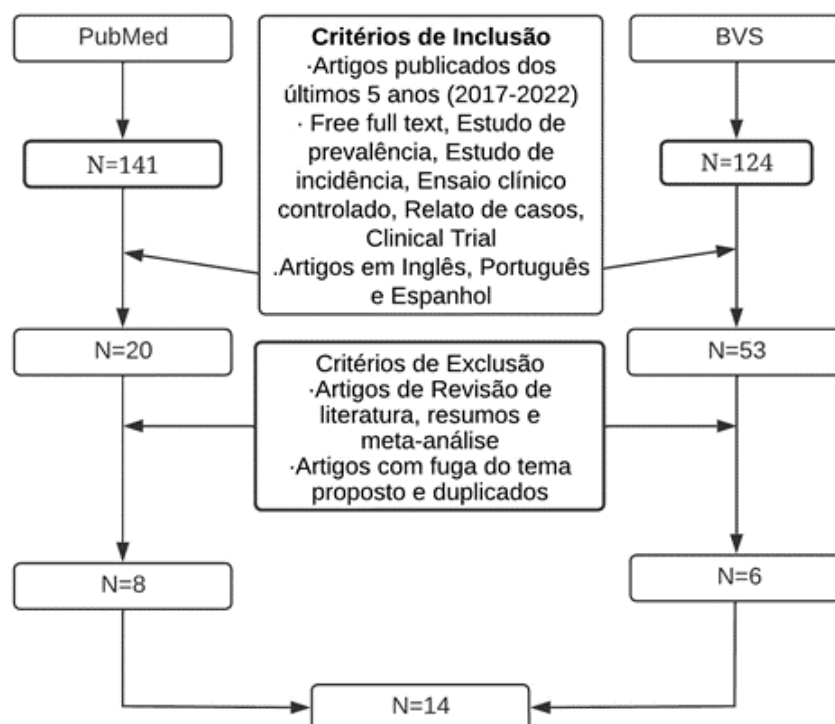 PubMed
Critérios de Inclusão
·Artigos publicados dos
últimos 5 anos (2017-2022)
· Free full text, Estudo de
prevalência, Estudo de
incidência, Ensaio clínico
controlado, Relato de casos,
Clinical Trial
.Artigos em Inglês, Português
e Espanhol
BVS
N=141
N=124
N=20
N=53
Critérios de Exclusão
·Artigos de Revisão de
literatura, resumos e
meta-análise
·Artigos com fuga do tema
proposto e duplicados
N=8
N=6
N=14